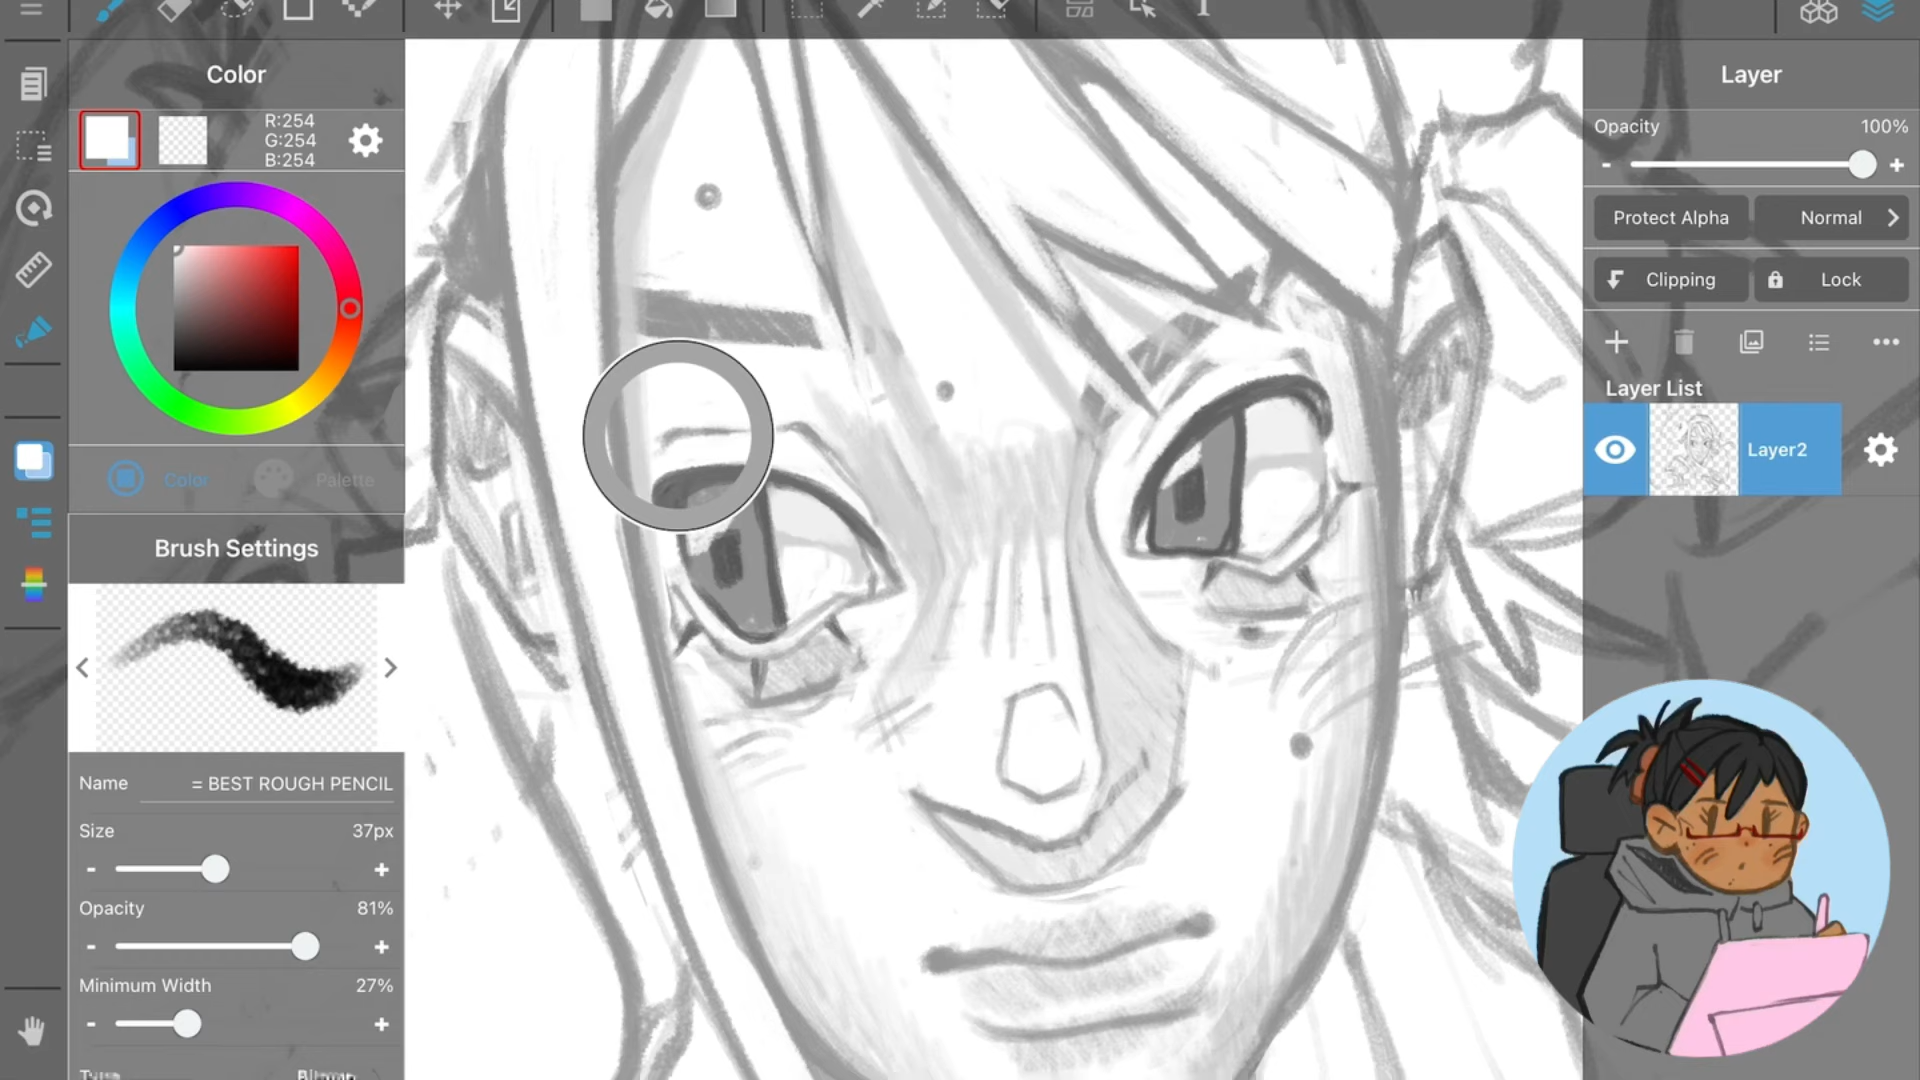 Color
R:254
G:254
B:254
Color
Palette
Brush Settings
Name = BEST ROUGH PENCIL
Size 37px
Opacity 81%
Minimum Width 27%
Layer
Opacity 100%
Protect Alpha
Normal
Clipping
Lock
Layer List
Layer2